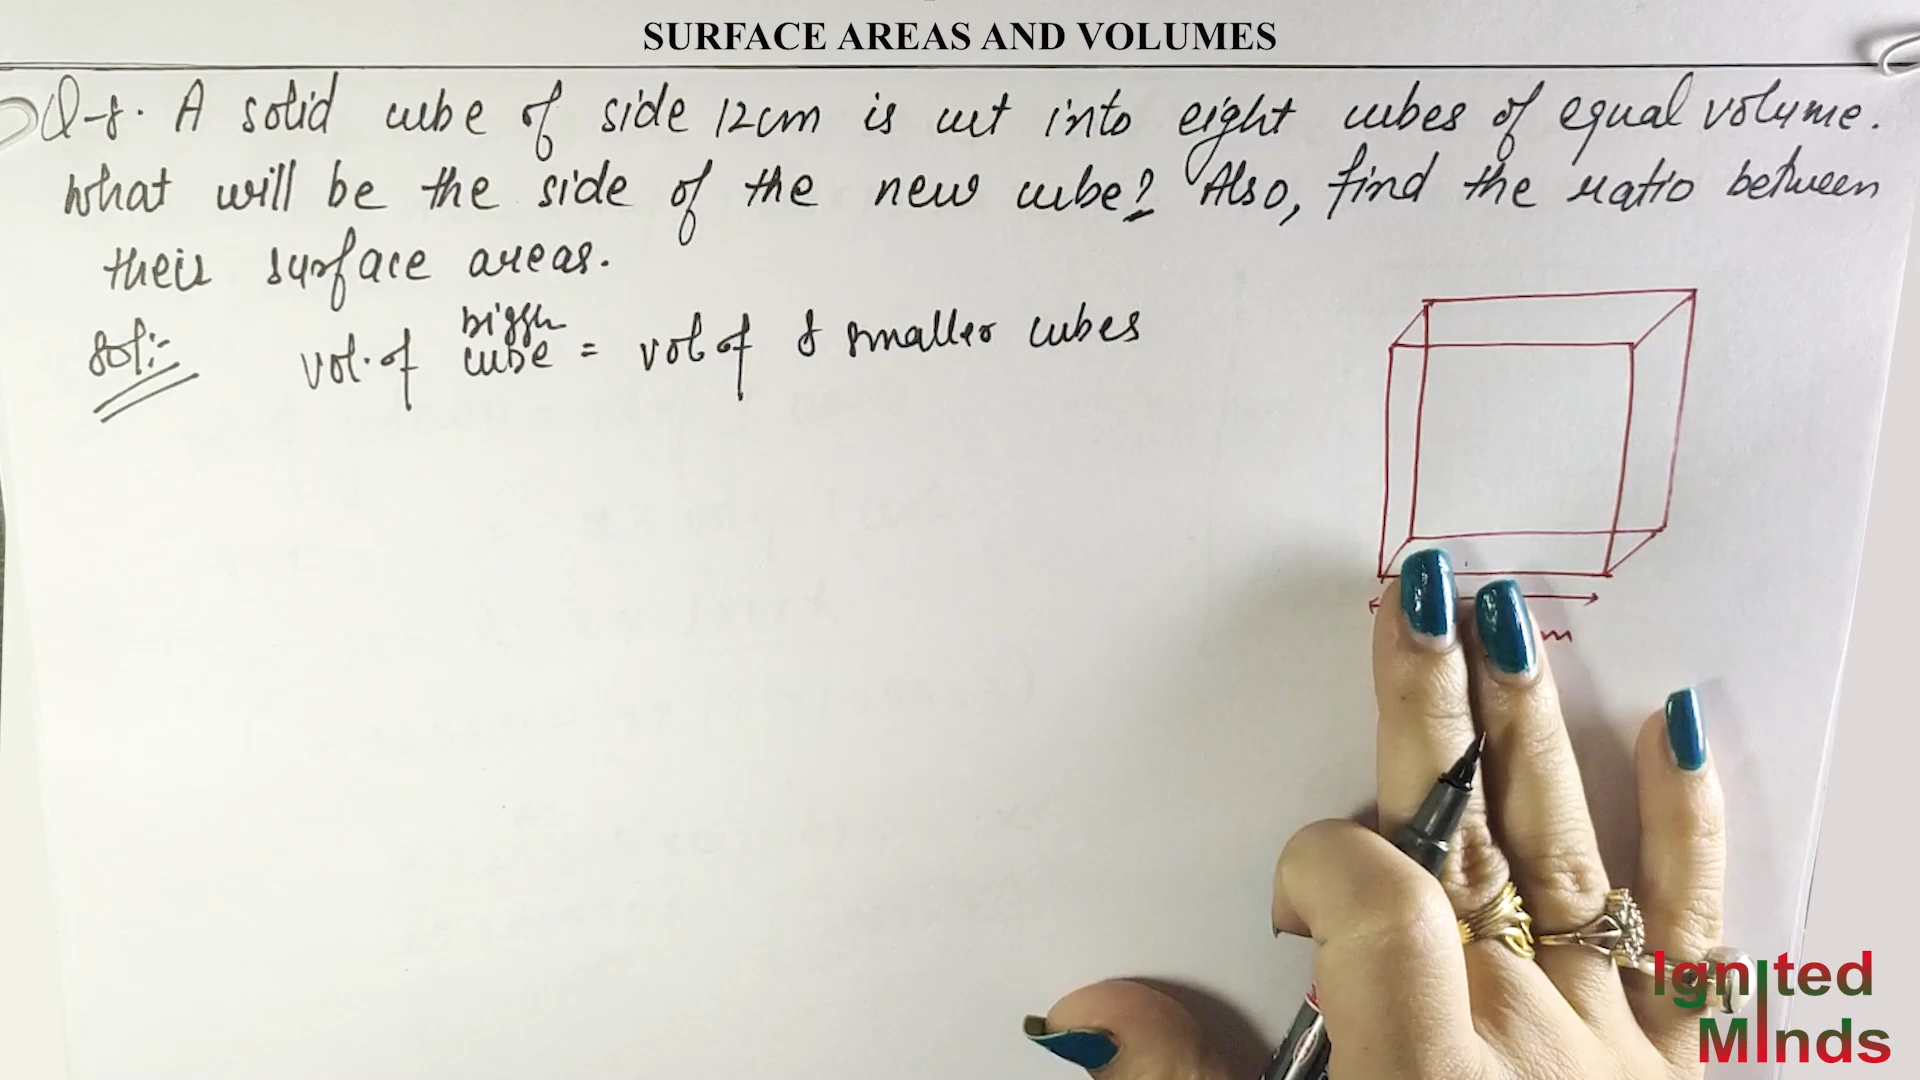 SURFACE AREAS AND VOLUMES
Q-8. A solid cube of side 12cm is cut into eight cubes of equal volume.
What will be the side of the new cube? Also, find the ratio between
their surface areas.
Sol:- vol. of bigger cube = vol of 8 smaller cubes
m
Ignited
Minds